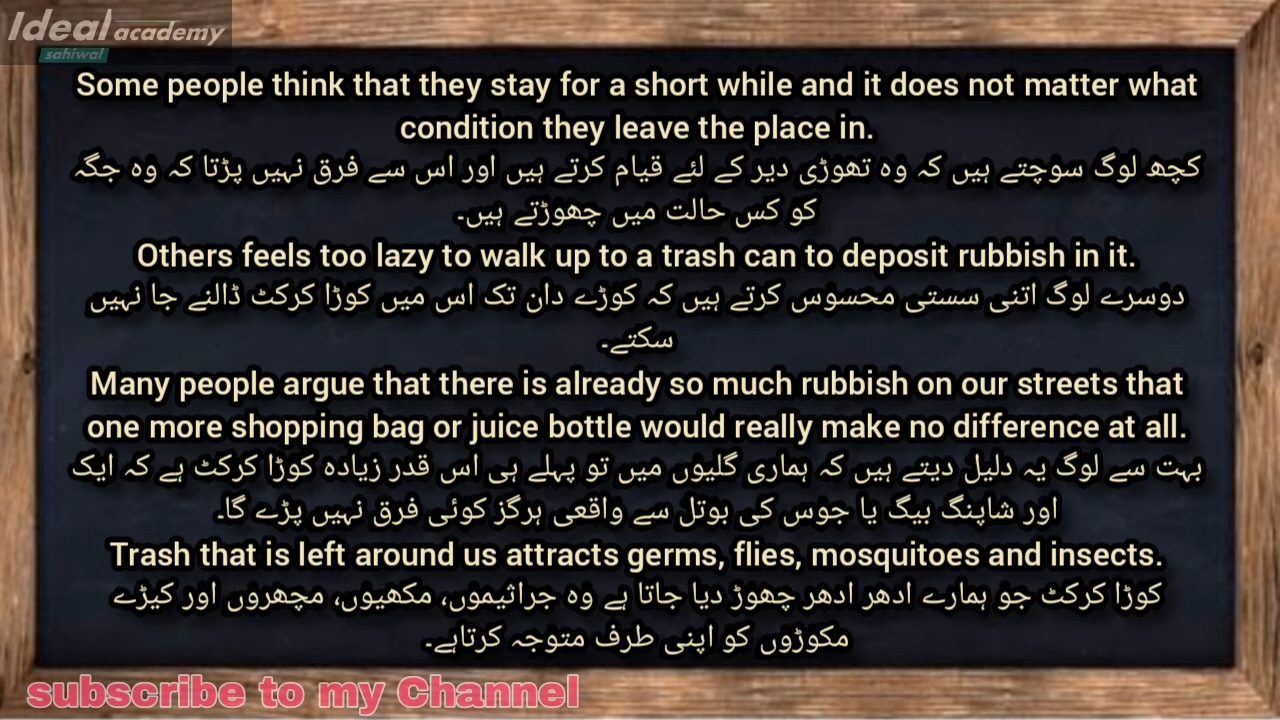 Ideal academy
sahiwal
Some people think that they stay for a short while and it does not matter what
condition they leave the place in.
کچھ لوگ سوچتے ہیں کہ وہ تھوڑی دیر کے لئے قیام کرتے ہیں اور اس سے فرق نہیں پڑتا کہ وہ جگہ
کو کس حالت میں چھوڑتے ہیں۔
Others feels too lazy to walk up to a trash can to deposit rubbish in it.
دوسرے لوگ اتنی سستی محسوس کرتے ہیں کہ کوڑے دان تک اس میں کوڑا کرکٹ ڈالنے جا نہیں
سکتے۔
Many people argue that there is already so much rubbish on our streets that
one more shopping bag or juice bottle would really make no difference at all.
بہت سے لوگ یہ دلیل دیتے ہیں کہ ہماری گلیوں میں تو پہلے ہی اس قدر زیادہ کوڑا کرکٹ ہے کہ ایک
اور شاپنگ بیگ یا جوس کی بوتل سے واقعی ہرگز کوئی فرق نہیں پڑے گا۔
Trash that is left around us attracts germs, flies, mosquitoes and insects.
کوڑا کرکٹ جو ہمارے ادھر ادھر چھوڑ دیا جاتا ہے وہ جراثیموں، مکھیوں، مچھروں اور کیڑے
مکوڑوں کو اپنی طرف متوجہ کرتاہے۔
subscribe to my Channel